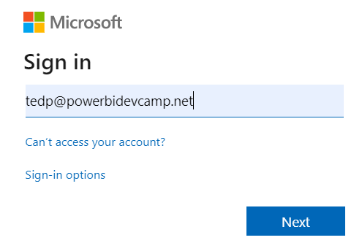 Microsoft
Sign in
tedp@powerbidevcamp.net
Can't access your account?
Sign-in options
Next